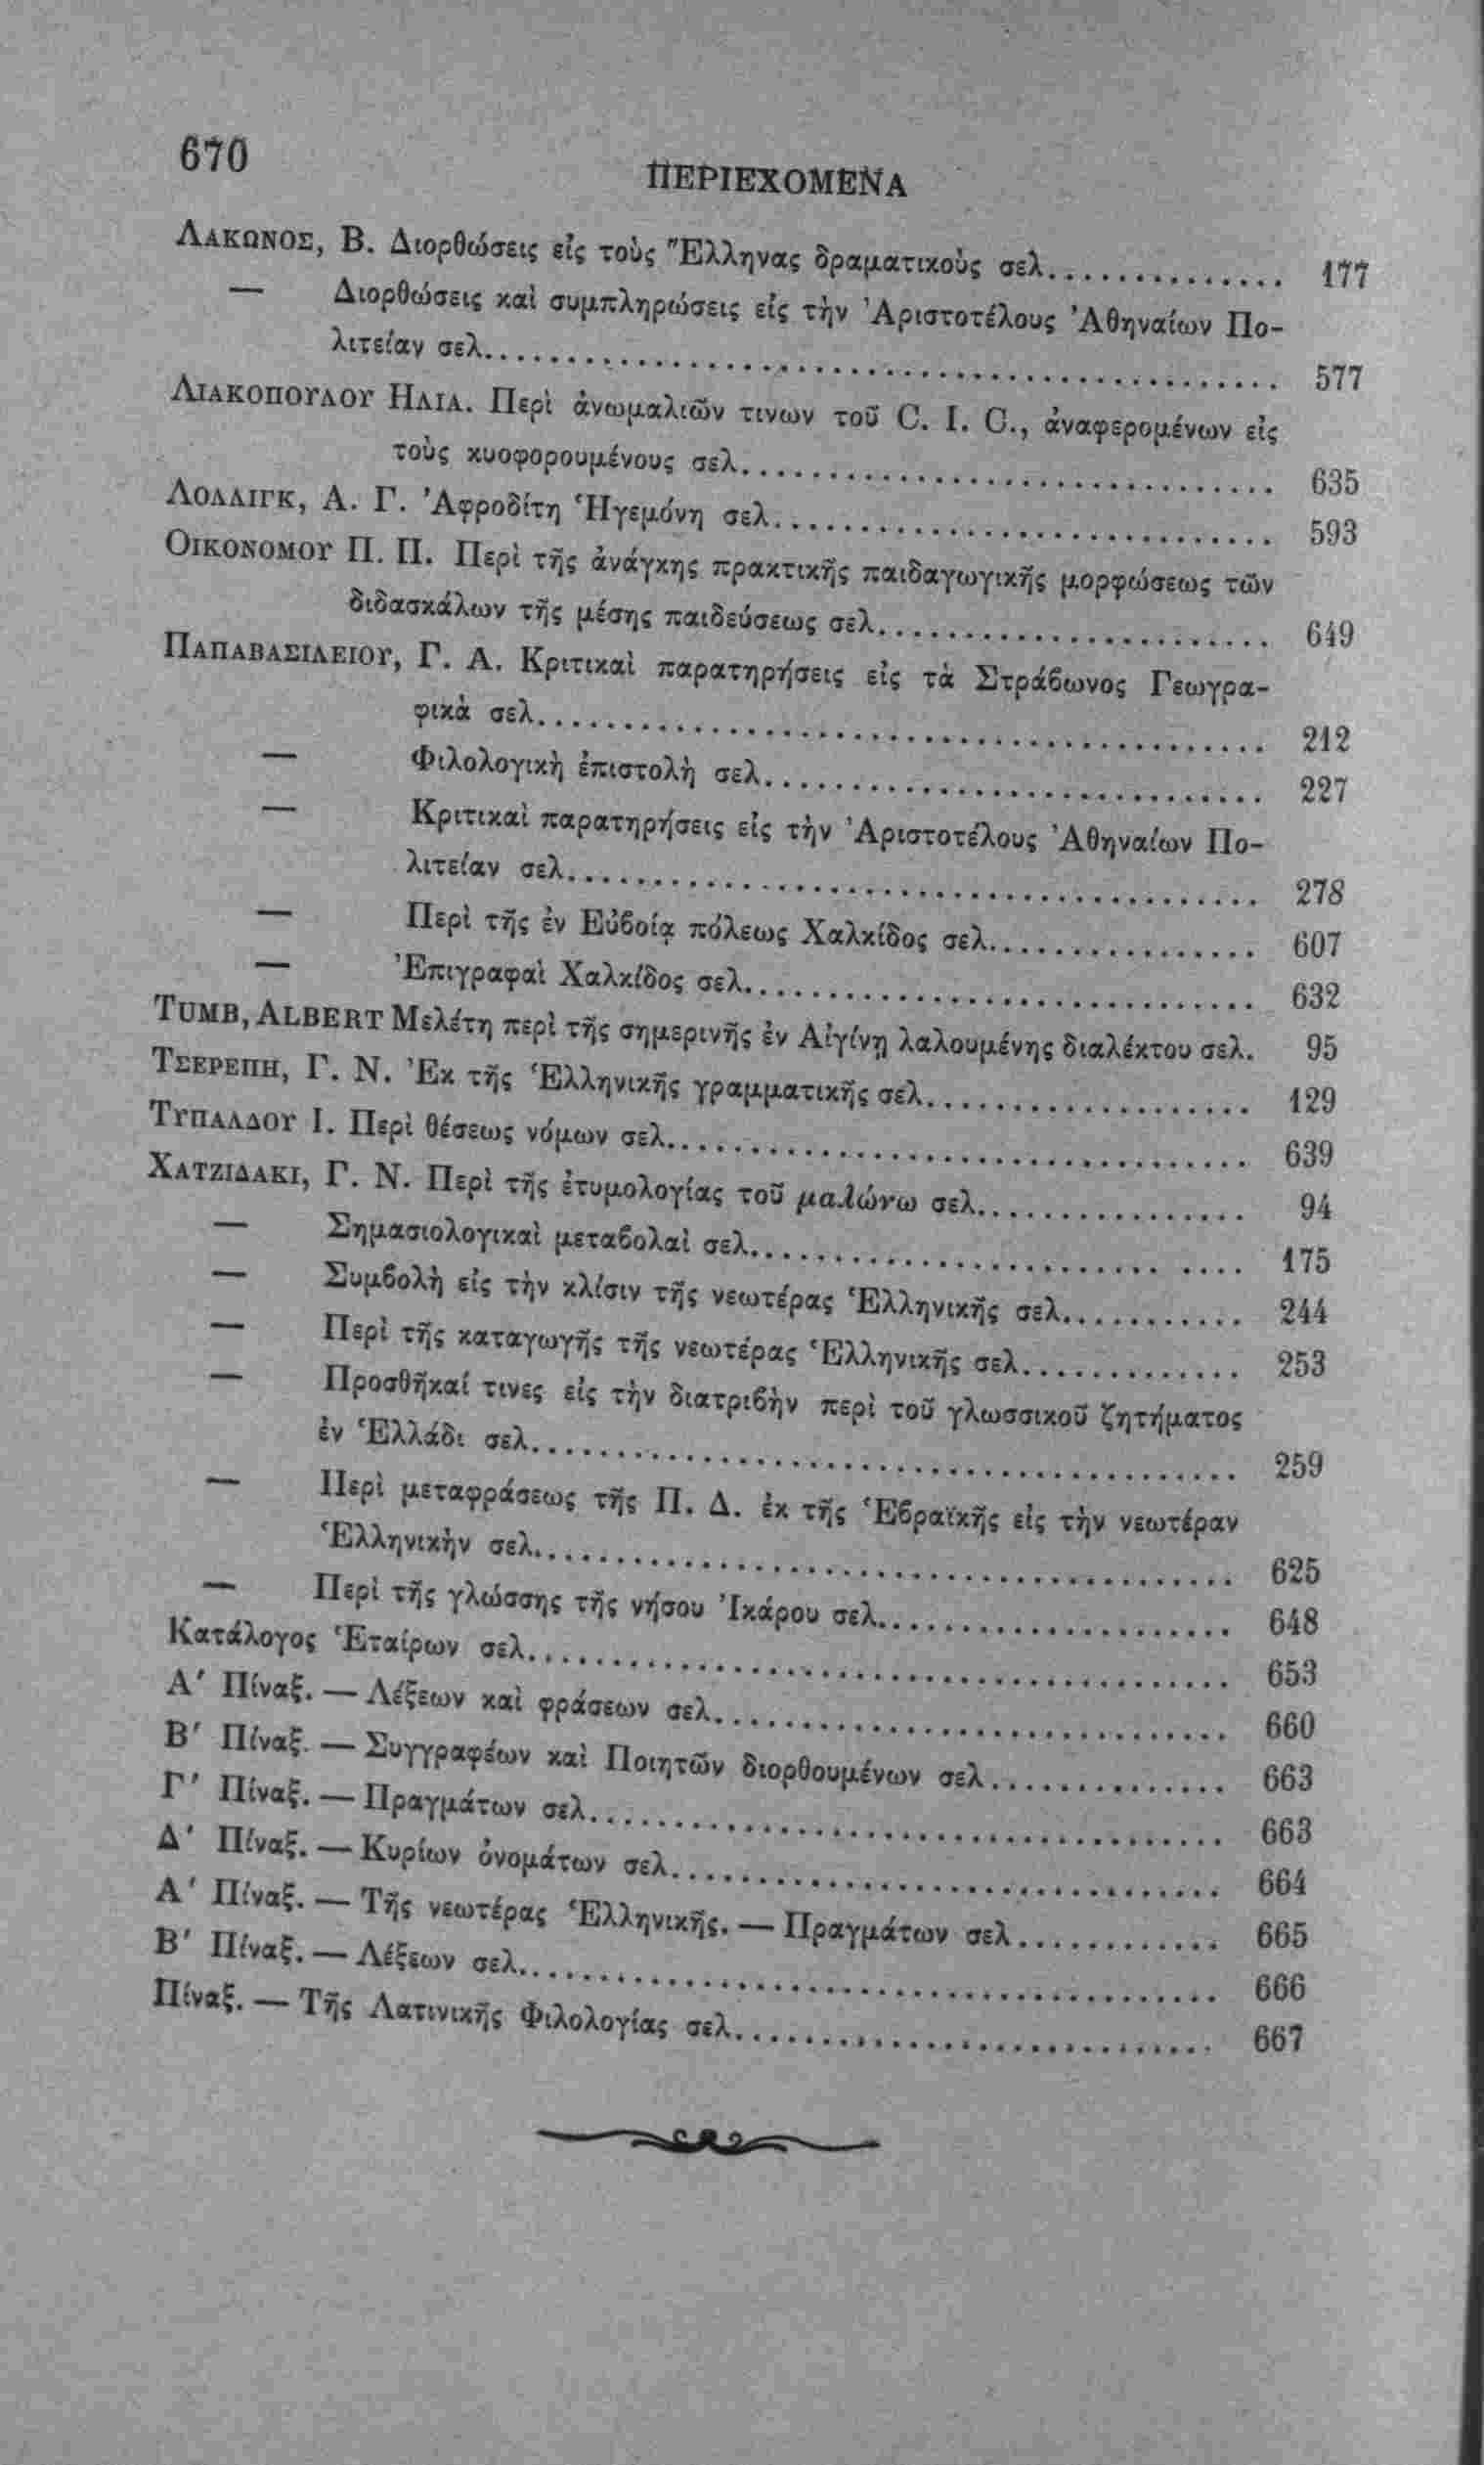 670
ΠΕΡΙΕΧΟΜΕΝΑ
ΛΑΚΩΝΟΣ, Β. Διορθώσεις εἰς τοὺς Ἕλληνας δραματικοὺς σελ............... 177
— Διορθώσεις καὶ συμπληρώσεις εἰς τὴν Ἀριστοτέλους Ἀθηναίων Πο-
λιτείαν σελ............................................... 577
ΛΙΑΚΟΠΟΥΛΟΥ ΗΛΙΑ. Περὶ ἀνωμαλιῶν τινων τοῦ C. I. G., ἀναφερομένων εἰς
τοὺς κυοφορουμένους σελ................................ 635
ΛΟΛΛΙΓΚ, Α. Γ. Ἀφροδίτη Ἡγεμόνη σελ.............................. 593
ΟΙΚΟΝΟΜΟΥ Π. Π. Περὶ τῆς ἀνάγκης πρακτικῆς παιδαγωγικῆς μορφώσεως τῶν
διδασκάλων τῆς μέσης παιδεύσεως σελ........................ 649
ΠΑΠΑΒΑΣΙΛΕΙΟΥ, Γ. Α. Κριτικαὶ παρατηρήσεις εἰς τὰ Στράβωνος Γεωγρα-
φικὰ σελ........................................... 212
— Φιλολογικὴ ἐπιστολὴ σελ.............................. 227
— Κριτικαὶ παρατηρήσεις εἰς τὴν Ἀριστοτέλους Ἀθηναίων Πο-
λιτείαν σελ......................................... 278
— Περὶ τῆς ἐν Εὐβοίᾳ πόλεως Χαλκίδος σελ................ 607
— Ἐπιγραφαὶ Χαλκίδος σελ.............................. 632
TUMB, ALBERT Μελέτη περὶ τῆς σημερινῆς ἐν Αἰγίνῃ λαλουμένης διαλέκτου σελ. 95
ΤΣΕΡΕΠΗ, Γ. Ν. Ἐκ τῆς Ἑλληνικῆς γραμματικῆς σελ.................... 129
ΤΥΠΑΛΔΟΥ Ι. Περὶ θέσεως νόμων σελ.................................. 639
ΧΑΤΖΙΔΑΚΙ, Γ. Ν. Περὶ τῆς ἐτυμολογίας τοῦ μαλώνω σελ................ 94
— Σημασιολογικαὶ μεταβολαὶ σελ......................... .... 175
— Συμβολὴ εἰς τὴν κλίσιν τῆς νεωτέρας Ἑλληνικῆς σελ........... 244
— Περὶ τῆς καταγωγῆς τῆς νεωτέρας Ἑλληνικῆς σελ............. 253
— Προσθῆκαί τινες εἰς τὴν διατριβὴν περὶ τοῦ γλωσσικοῦ ζητήματος
ἐν Ἑλλάδι σελ.......................................... 259
— Περὶ μεταφράσεως τῆς Π. Δ. ἐκ τῆς Ἑβραϊκῆς εἰς τὴν νεωτέραν
Ἑλληνικὴν σελ......................................... 625
— Περὶ τῆς γλώσσης τῆς νήσου Ἰκάρου σελ..................... 648
Κατάλογος Ἑταίρων σελ.......................................... 653
Α΄ Πίναξ. — Λέξεων καὶ φράσεων σελ............................... 660
Β΄ Πίναξ. — Συγγραφέων καὶ Ποιητῶν διορθουμένων σελ.............. 663
Γ΄ Πίναξ. — Πραγμάτων σελ...................................... 663
Δ΄ Πίναξ. — Κυρίων ὀνομάτων σελ................................. 664
Α΄ Πίναξ. — Τῆς νεωτέρας Ἑλληνικῆς. — Πραγμάτων σελ............. 665
Β΄ Πίναξ. — Λέξεων σελ.......................................... 666
Πίναξ. — Τῆς Λατινικῆς Φιλολογίας σελ............................. 667